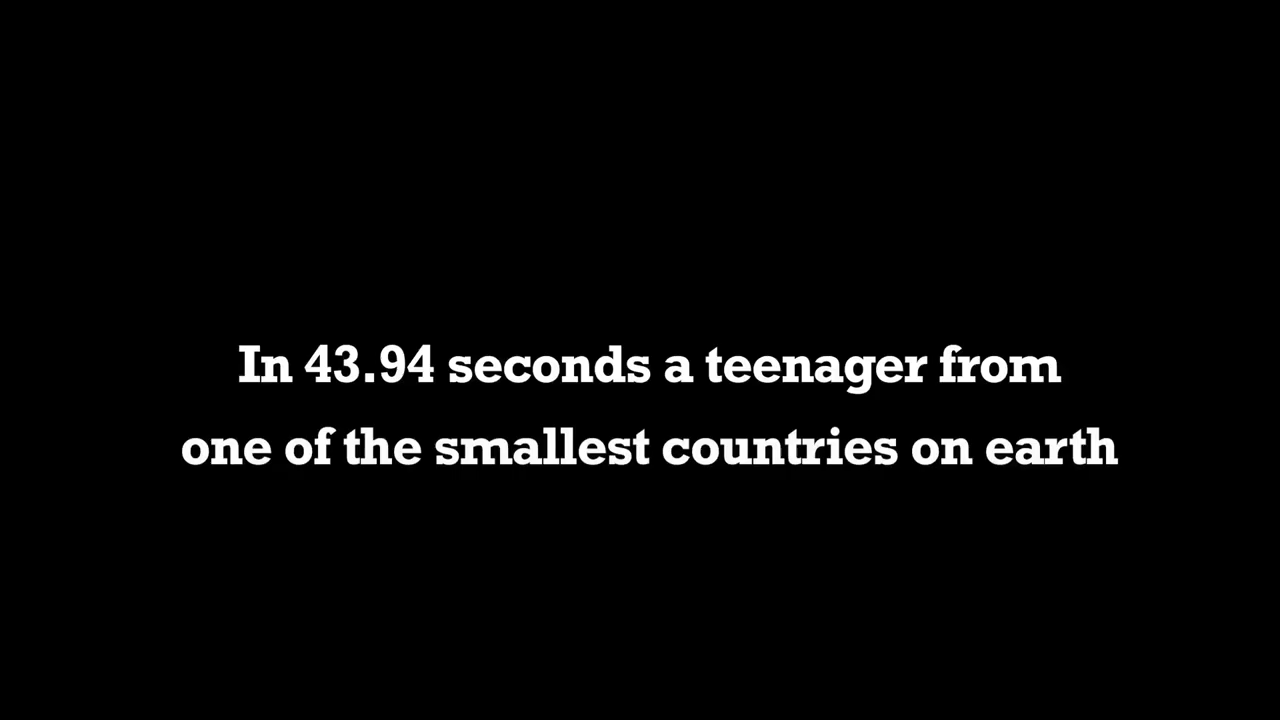 In 43.94 seconds a teenager from
one of the smallest countries on earth